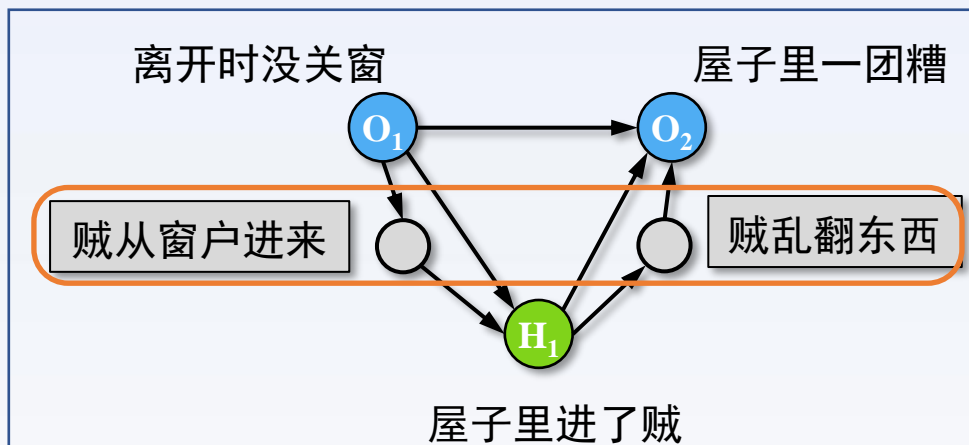 离开时没关窗
屋子里一团糟
O₁
O₂
贼从窗户进来
贼乱翻东西
H₁
屋子里进了贼